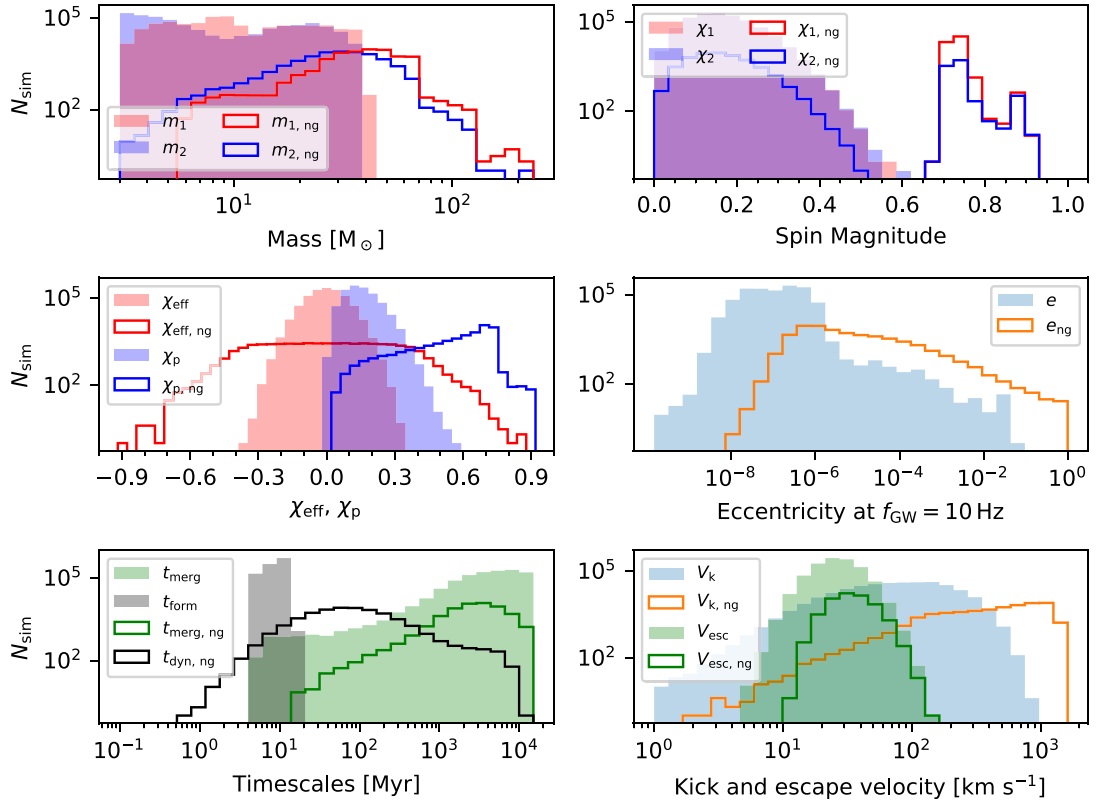 N_sim
10^5
10^2
m_1 m_1, ng
m_2 m_2, ng
10^1 10^2
Mass [M_⊙]
10^5
10^2
χ_1 χ_1, ng
χ_2 χ_2, ng
0.0 0.2 0.4 0.6 0.8 1.0
Spin Magnitude
N_sim
10^5
10^2
χ_eff
χ_eff, ng
χ_p
χ_p, ng
−0.9 −0.6 −0.3 0.0 0.3 0.6 0.9
χ_eff, χ_p
10^5
10^2
e
e_ng
10^−8 10^−6 10^−4 10^−2 10^0
Eccentricity at f_GW = 10 Hz
N_sim
10^5
10^2
t_merg
t_form
t_merg, ng
t_dyn, ng
10^−1 10^0 10^1 10^2 10^3 10^4
Timescales [Myr]
10^5
10^2
V_k
V_k, ng
V_esc
V_esc, ng
10^0 10^1 10^2 10^3
Kick and escape velocity [km s^−1]